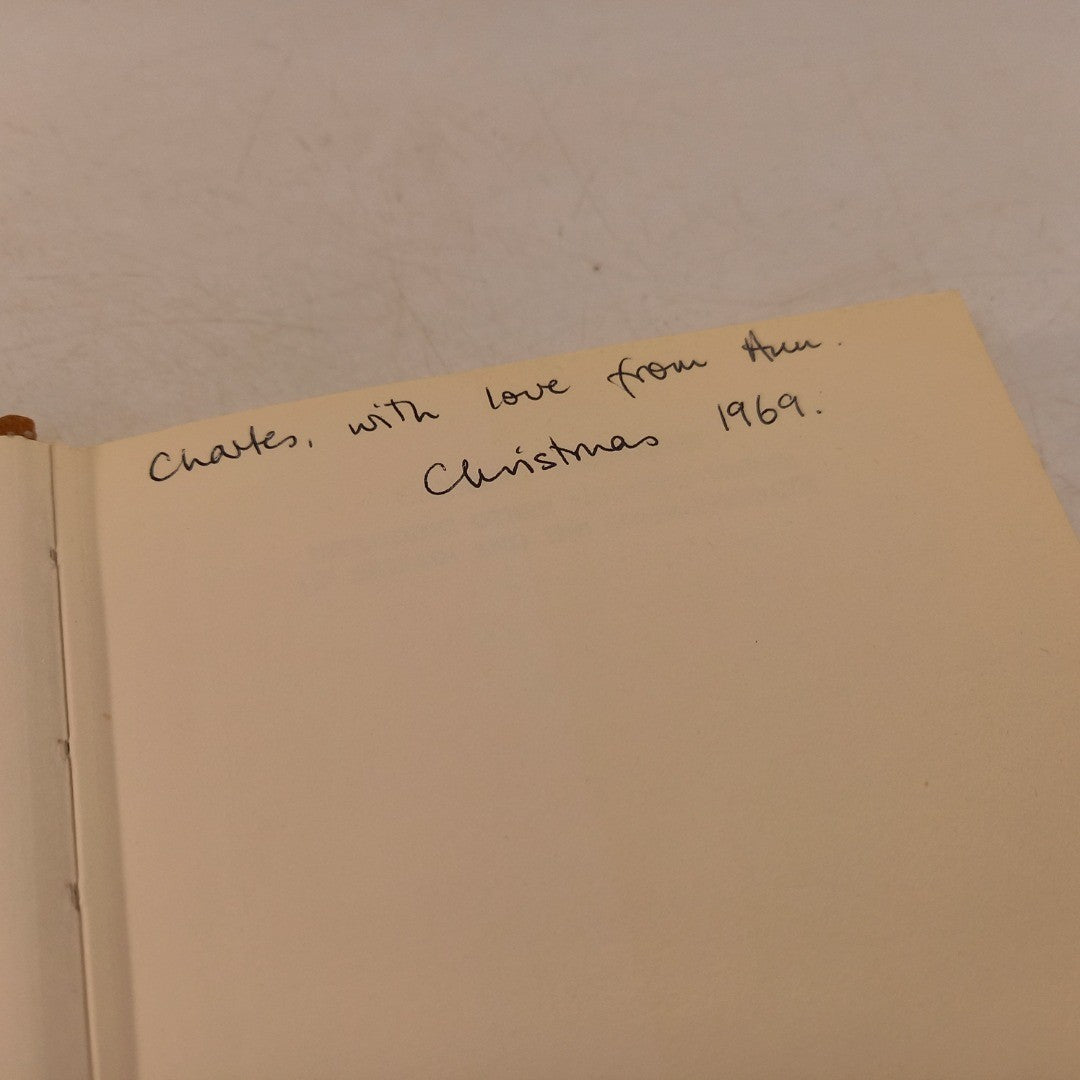 Charles, with love from Ann.
Christmas 1969.